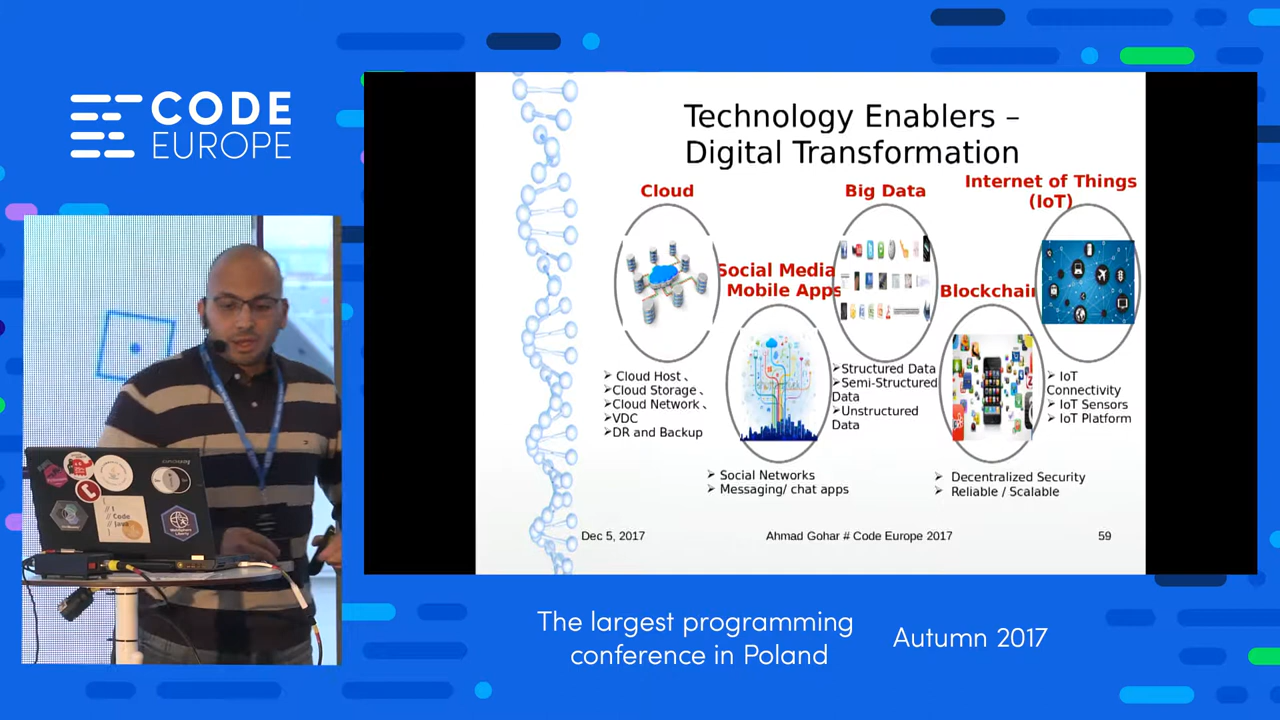 CODE
EUROPE
Technology Enablers –
Digital Transformation
Cloud
Big Data
Internet of Things
(IoT)
Social Media
Mobile Apps
Blockchain
➢ Cloud Host、
➢Cloud Storage、
➢Cloud Network、
➢VDC
➢DR and Backup
➢Structured Data
➢Semi-Structured
Data
➢Unstructured
Data
➢ IoT
Connectivity
➢ IoT Sensors
➢ IoT Platform
➢ Social Networks
➢ Messaging/ chat apps
➢ Decentralized Security
➢ Reliable / Scalable
Dec 5, 2017
Ahmad Gohar # Code Europe 2017
59
// I
// Code
// Java
The largest programming
conference in Poland
Autumn 2017